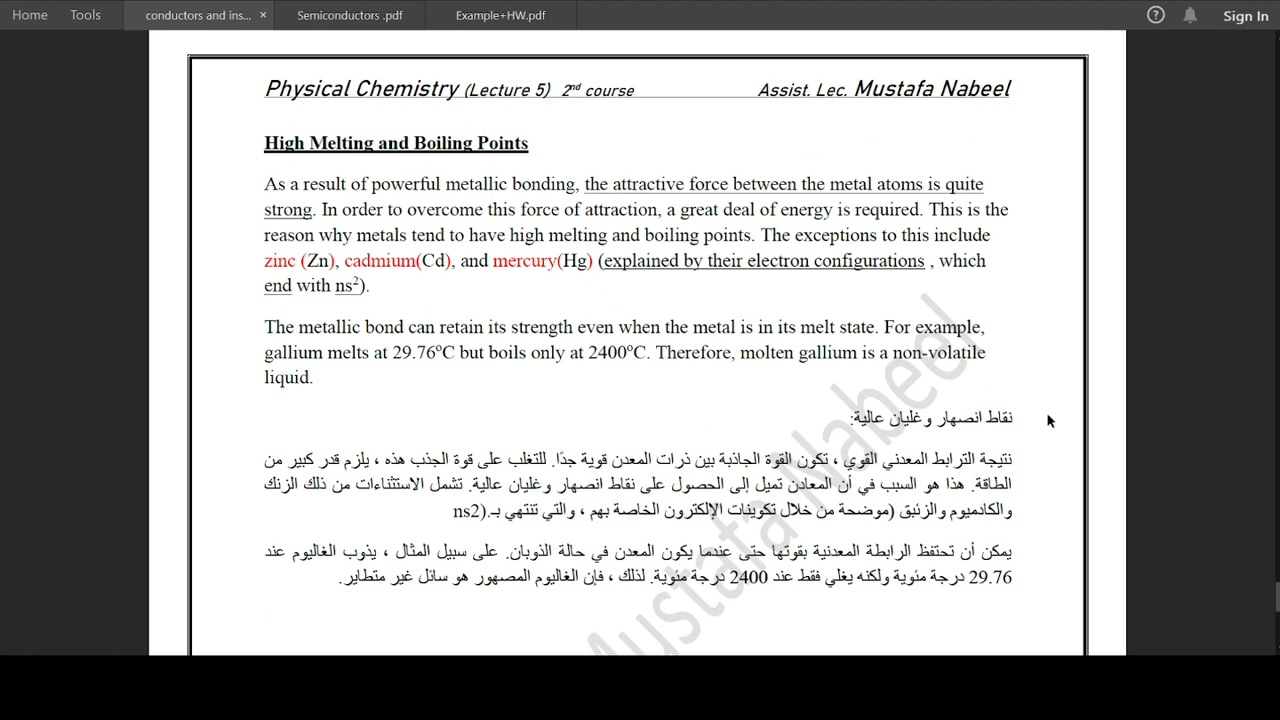 Home Tools conductors and ins... × Semiconductors .pdf Example+HW.pdf ? Sign In
Physical Chemistry (Lecture 5) 2nd course Assist. Lec. Mustafa Nabeel
High Melting and Boiling Points
As a result of powerful metallic bonding, the attractive force between the metal atoms is quite
strong. In order to overcome this force of attraction, a great deal of energy is required. This is the
reason why metals tend to have high melting and boiling points. The exceptions to this include
zinc (Zn), cadmium(Cd), and mercury(Hg) (explained by their electron configurations , which
end with ns²).
The metallic bond can retain its strength even when the metal is in its melt state. For example,
gallium melts at 29.76°C but boils only at 2400°C. Therefore, molten gallium is a non-volatile
liquid.
نقاط انصهار وغليان عالية:
نتيجة الترابط المعدني القوي ، تكون القوة الجاذبة بين ذرات المعدن قوية جدًا. للتغلب على قوة الجذب هذه ، يلزم قدر كبير من
الطاقة. هذا هو السبب في أن المعادن تميل إلى الحصول على نقاط انصهار وغليان عالية. تشمل الاستثناءات من ذلك الزنك
والكادميوم والزئبق (موضحة من خلال تكوينات الإلكترون الخاصة بهم ، والتي تنتهي بـ.(ns2
يمكن أن تحتفظ الرابطة المعدنية بقوتها حتى عندما يكون المعدن في حالة الذوبان. على سبيل المثال ، يذوب الغاليوم عند
29.76 درجة مئوية ولكنه يغلي فقط عند 2400 درجة مئوية. لذلك ، فإن الغاليوم المصهور هو سائل غير متطاير.
Mustafa Nabeel